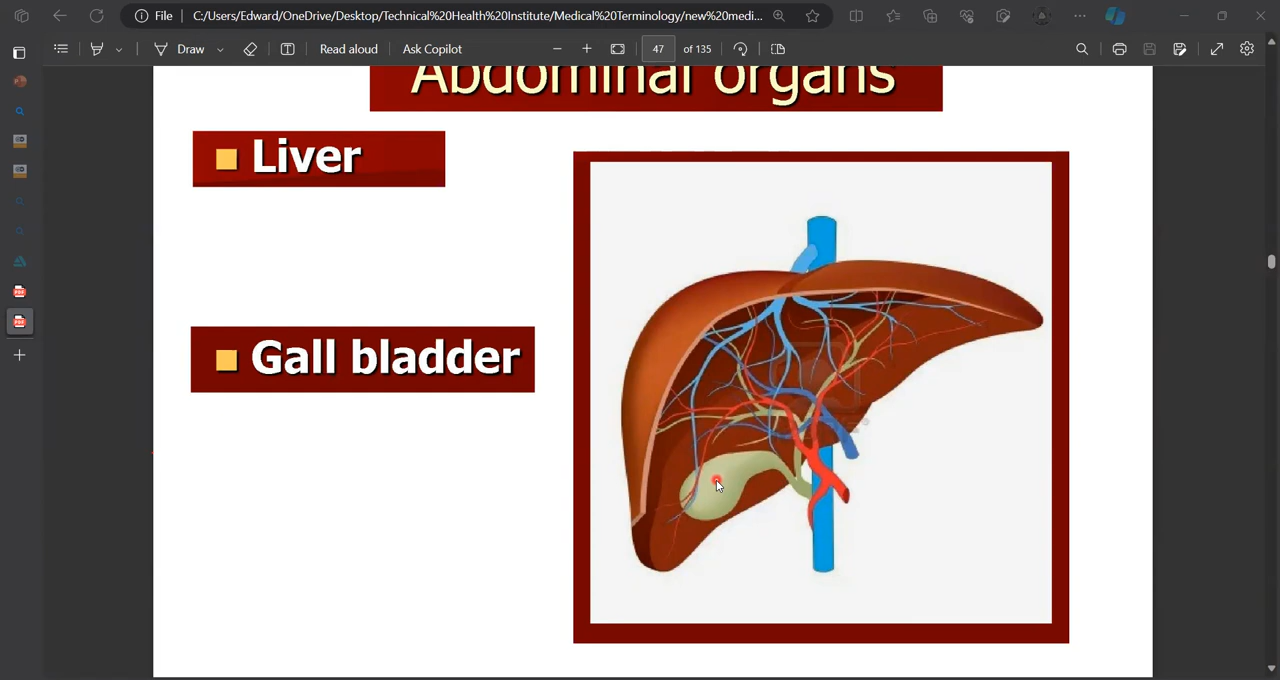 File C:/Users/Edward/OneDrive/Desktop/Technical%20Health%20Institute/Medical%20Terminology/new%20medi...
Draw Read aloud Ask Copilot 47 of 135
Abdominal organs
Liver
Gall bladder